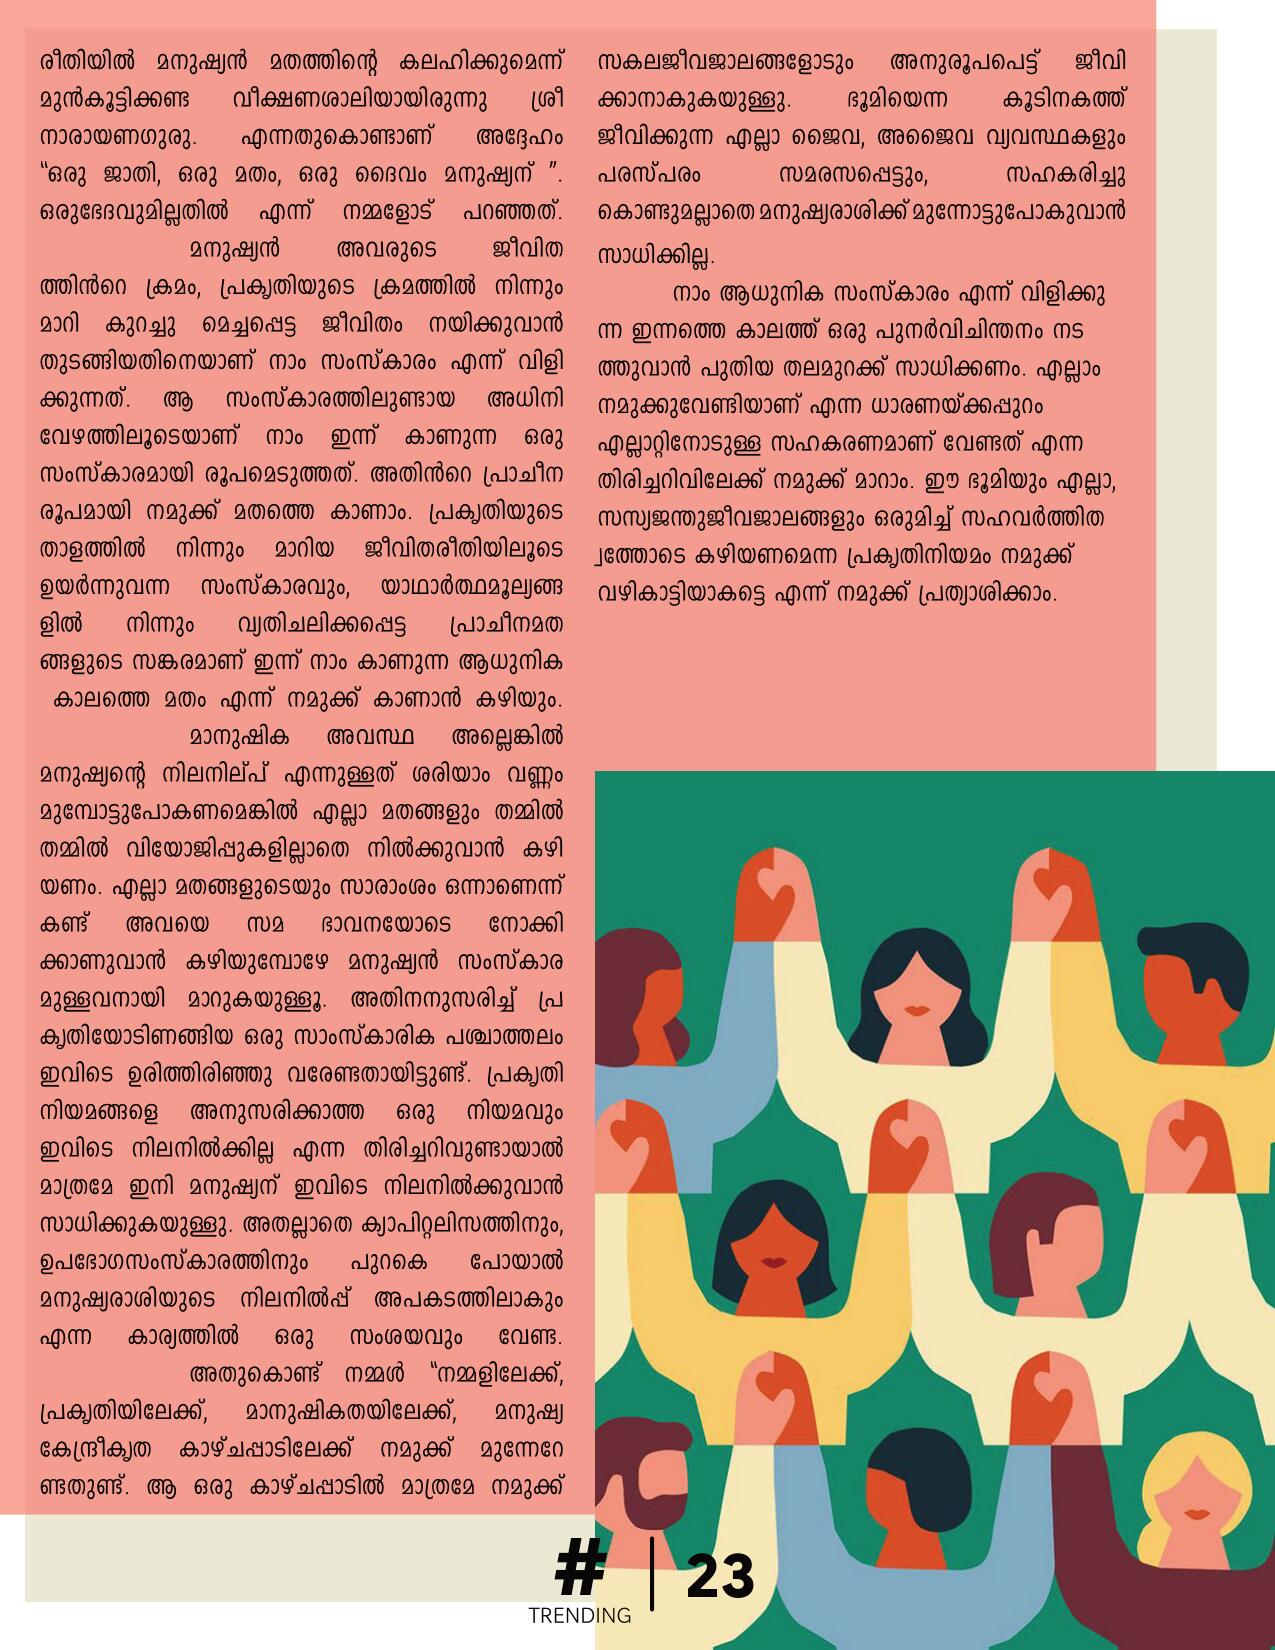 രീതിയിൽ മനുഷ്യൻ മതത്തിന്റെ കലഹിക്കുമെന്ന്
മുൻകൂട്ടിക്കണ്ട വീക്ഷണശാലിയായിരുന്നു ശ്രീ
നാരായണഗുരു. എന്നതുകൊണ്ടാണ് അദ്ദേഹം
“ഒരു ജാതി, ഒരു മതം, ഒരു ദൈവം മനുഷ്യന് ”.
ഒരുഭേദവുമില്ലതിൽ എന്ന് നമ്മളോട് പറഞ്ഞത്.
മനുഷ്യൻ അവരുടെ ജീവിത
ത്തിൻറെ ക്രമം, പ്രകൃതിയുടെ ക്രമത്തിൽ നിന്നും
മാറി കുറച്ചു മെച്ചപ്പെട്ട ജീവിതം നയിക്കുവാൻ
തുടങ്ങിയതിനെയാണ് നാം സംസ്കാരം എന്ന് വിളി
ക്കുന്നത്. ആ സംസ്കാരത്തിലുണ്ടായ അധിനി
വേഴത്തിലൂടെയാണ് നാം ഇന്ന് കാണുന്ന ഒരു
സംസ്കാരമായി രൂപമെടുത്തത്. അതിൻറെ പ്രാചീന
രൂപമായി നമുക്ക് മതത്തെ കാണാം. പ്രകൃതിയുടെ
താളത്തിൽ നിന്നും മാറിയ ജീവിതരീതിയിലൂടെ
ഉയർന്നുവന്ന സംസ്കാരവും, യാഥാർത്ഥമൂല്യങ്ങ
ളിൽ നിന്നും വ്യതിചലിക്കപ്പെട്ട പ്രാചീനമത
ങ്ങളുടെ സങ്കരമാണ് ഇന്ന് നാം കാണുന്ന ആധുനിക
കാലത്തെ മതം എന്ന് നമുക്ക് കാണാൻ കഴിയും.
മാനുഷിക അവസ്ഥ അല്ലെങ്കിൽ
മനുഷ്യന്റെ നിലനില്പ് എന്നുള്ളത് ശരിയാം വണ്ണം
മുമ്പോട്ടുപോകണമെങ്കിൽ എല്ലാ മതങ്ങളും തമ്മിൽ
തമ്മിൽ വിയോജിപ്പുകളില്ലാതെ നിൽക്കുവാൻ കഴി
യണം. എല്ലാ മതങ്ങളുടെയും സാരാംശം ഒന്നാണെന്ന്
കണ്ട് അവയെ സമ ഭാവനയോടെ നോക്കി
ക്കാണുവാൻ കഴിയുമ്പോഴേ മനുഷ്യൻ സംസ്കാര
മുള്ളവനായി മാറുകയുള്ളൂ. അതിനനുസരിച്ച് പ്ര
കൃതിയോടിണങ്ങിയ ഒരു സാംസ്കാരിക പശ്ചാത്തലം
ഇവിടെ ഉരിത്തിരിഞ്ഞു വരേണ്ടതായിട്ടുണ്ട്. പ്രകൃതി
നിയമങ്ങളെ അനുസരിക്കാത്ത ഒരു നിയമവും
ഇവിടെ നിലനിൽക്കില്ല എന്ന തിരിച്ചറിവുണ്ടായാൽ
മാത്രമേ ഇനി മനുഷ്യന് ഇവിടെ നിലനിൽക്കുവാൻ
സാധിക്കുകയുള്ളു. അതല്ലാതെ ക്യാപിറ്റലിസത്തിനും,
ഉപഭോഗസംസ്കാരത്തിനും പുറകെ പോയാൽ
മനുഷ്യരാശിയുടെ നിലനിൽപ്പ് അപകടത്തിലാകും
എന്ന കാര്യത്തിൽ ഒരു സംശയവും വേണ്ട.
അതുകൊണ്ട് നമ്മൾ “നമ്മളിലേക്ക്,
പ്രകൃതിയിലേക്ക്, മാനുഷികതയിലേക്ക്, മനുഷ്യ
കേന്ദ്രീകൃത കാഴ്ചപ്പാടിലേക്ക് നമുക്ക് മുന്നേറേ
ണ്ടതുണ്ട്. ആ ഒരു കാഴ്ചപ്പാടിൽ മാത്രമേ നമുക്ക്
സകലജീവജാലങ്ങളോടും അനുരൂപപെട്ട് ജീവി
ക്കാനാകുകയുള്ളു. ഭൂമിയെന്ന കൂടിനകത്ത്
ജീവിക്കുന്ന എല്ലാ ജൈവ, അജൈവ വ്യവസ്ഥകളും
പരസ്പരം സമരസപ്പെട്ടും, സഹകരിച്ചു
കൊണ്ടുമല്ലാതെ മനുഷ്യരാശിക്ക് മുന്നോട്ടുപോകുവാൻ
സാധിക്കില്ല.
നാം ആധുനിക സംസ്കാരം എന്ന് വിളിക്കു
ന്ന ഇന്നത്തെ കാലത്ത് ഒരു പുനർവിചിന്തനം നട
ത്തുവാൻ പുതിയ തലമുറക്ക് സാധിക്കണം. എല്ലാം
നമുക്കുവേണ്ടിയാണ് എന്ന ധാരണയ്ക്കപ്പുറം
എല്ലാറ്റിനോടുള്ള സഹകരണമാണ് വേണ്ടത് എന്ന
തിരിച്ചറിവിലേക്ക് നമുക്ക് മാറാം. ഈ ഭൂമിയും എല്ലാ,
സസ്യജന്തുജീവജാലങ്ങളും ഒരുമിച്ച് സഹവർത്തിത
്വത്തോടെ കഴിയണമെന്ന പ്രകൃതിനിയമം നമുക്ക്
വഴികാട്ടിയാകട്ടെ എന്ന് നമുക്ക് പ്രത്യാശിക്കാം.
# | 23
TRENDING